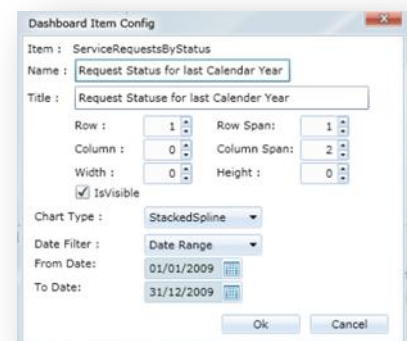 Dashboard Item Config
Item : ServiceRequestsByStatus
Name : Request Status for last Calendar Year
Title : Request Statuse for last Calender Year
Row : 1 Row Span: 1
Column : 0 Column Span: 2
Width : 0 Height : 0
IsVisible
Chart Type : StackedSpline
Date Filter : Date Range
From Date: 01/01/2009
To Date: 31/12/2009
Ok Cancel